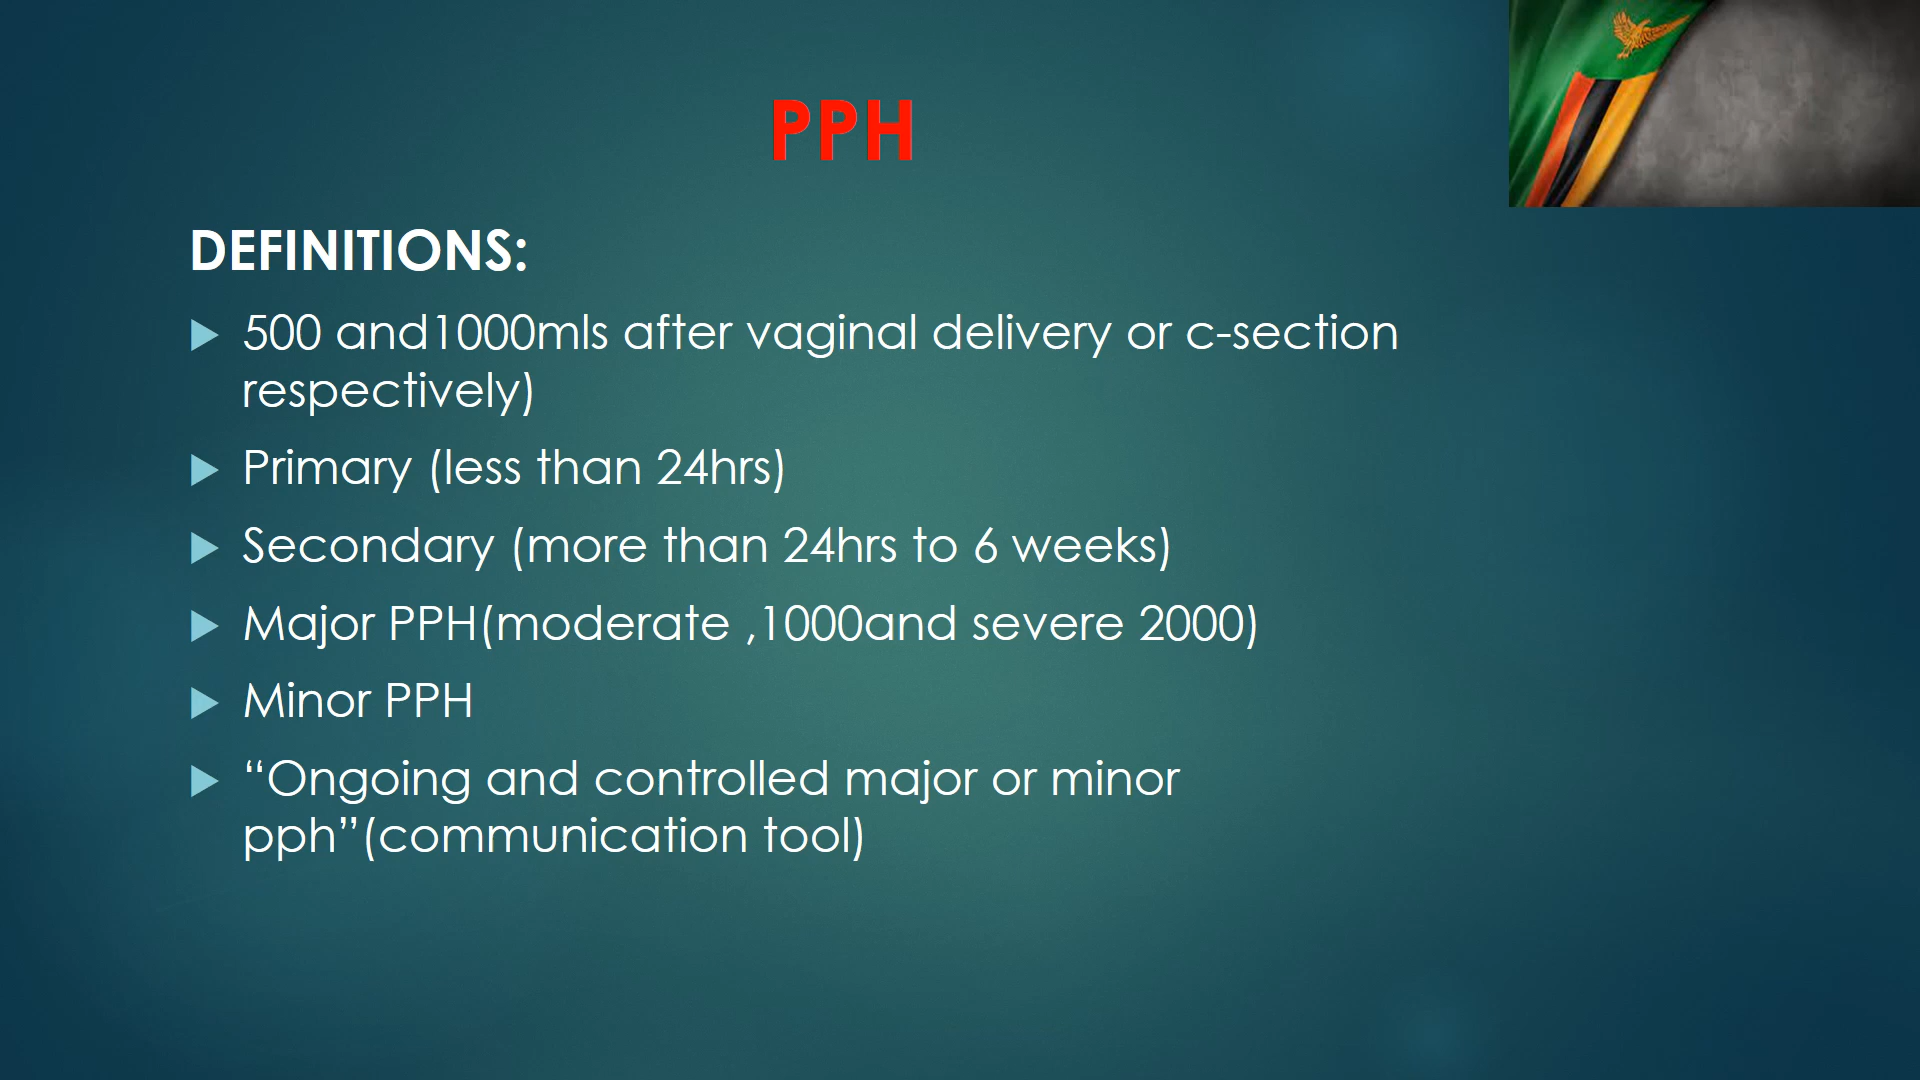 PPH
DEFINITIONS:
500 and1000mls after vaginal delivery or c-section
respectively)
Primary (less than 24hrs)
Secondary (more than 24hrs to 6 weeks)
Major PPH(moderate ,1000and severe 2000)
Minor PPH
“Ongoing and controlled major or minor
pph”(communication tool)